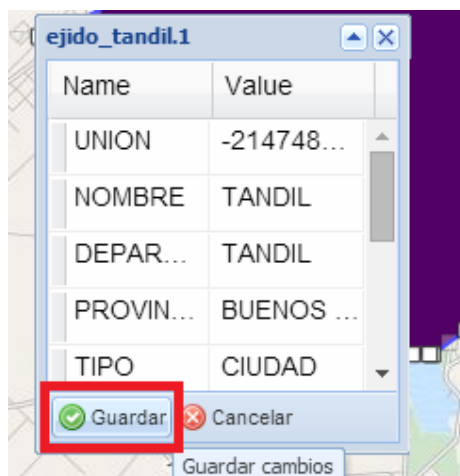 ejido_tandil.1
Name Value
UNION -214748...
NOMBRE TANDIL
DEPAR... TANDIL
PROVIN... BUENOS ...
TIPO CIUDAD
Guardar Cancelar
Guardar cambios